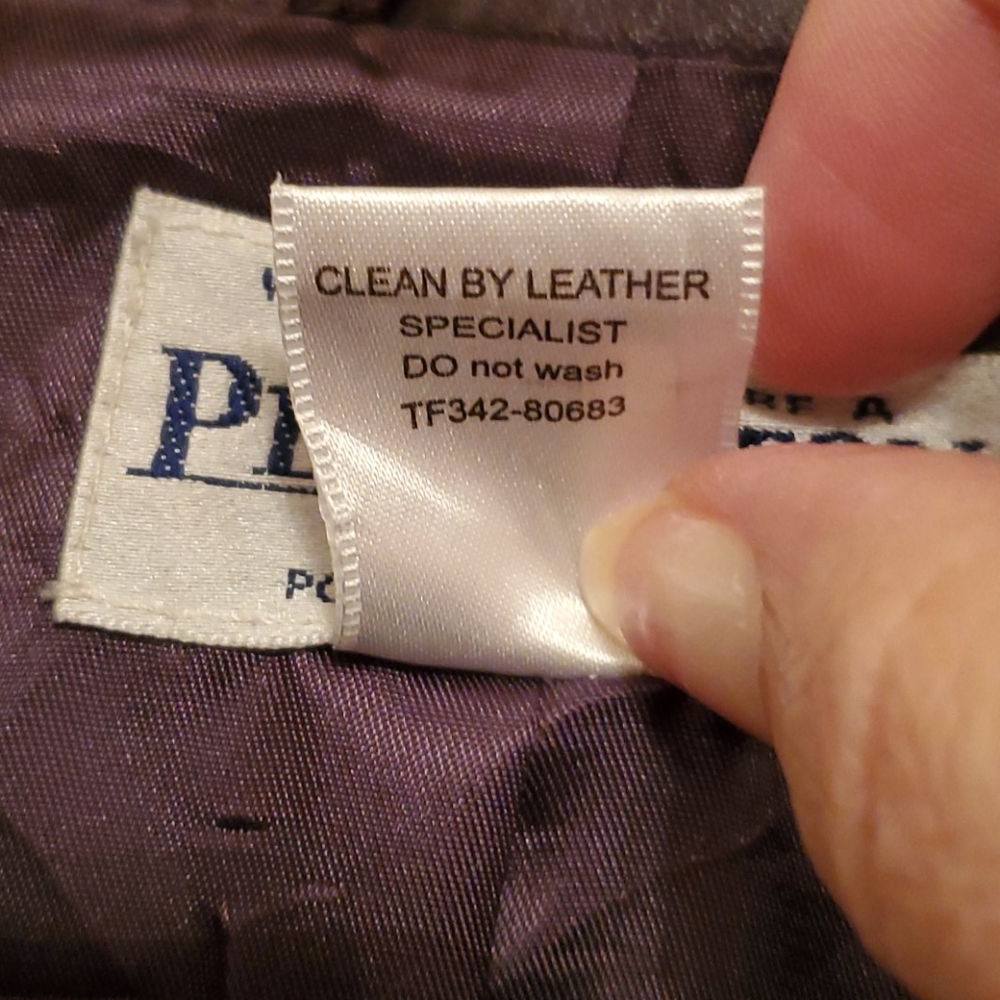 CLEAN BY LEATHER
SPECIALIST
DO not wash
TF342-80683